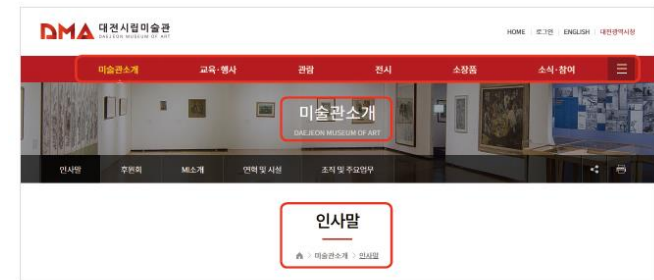 DMA 대전시립미술관
DAEJEON MUSEUM OF ART
HOME 로그인 ENGLISH 대전광역시청
미술관소개 교육·행사 관람 전시 소장품 소식·참여
미술관소개
DAEJEON MUSEUM OF ART
인사말 후원회 MI소개 연혁 및 시설 조직 및 주요업무
인사말
> 미술관소개 > 인사말